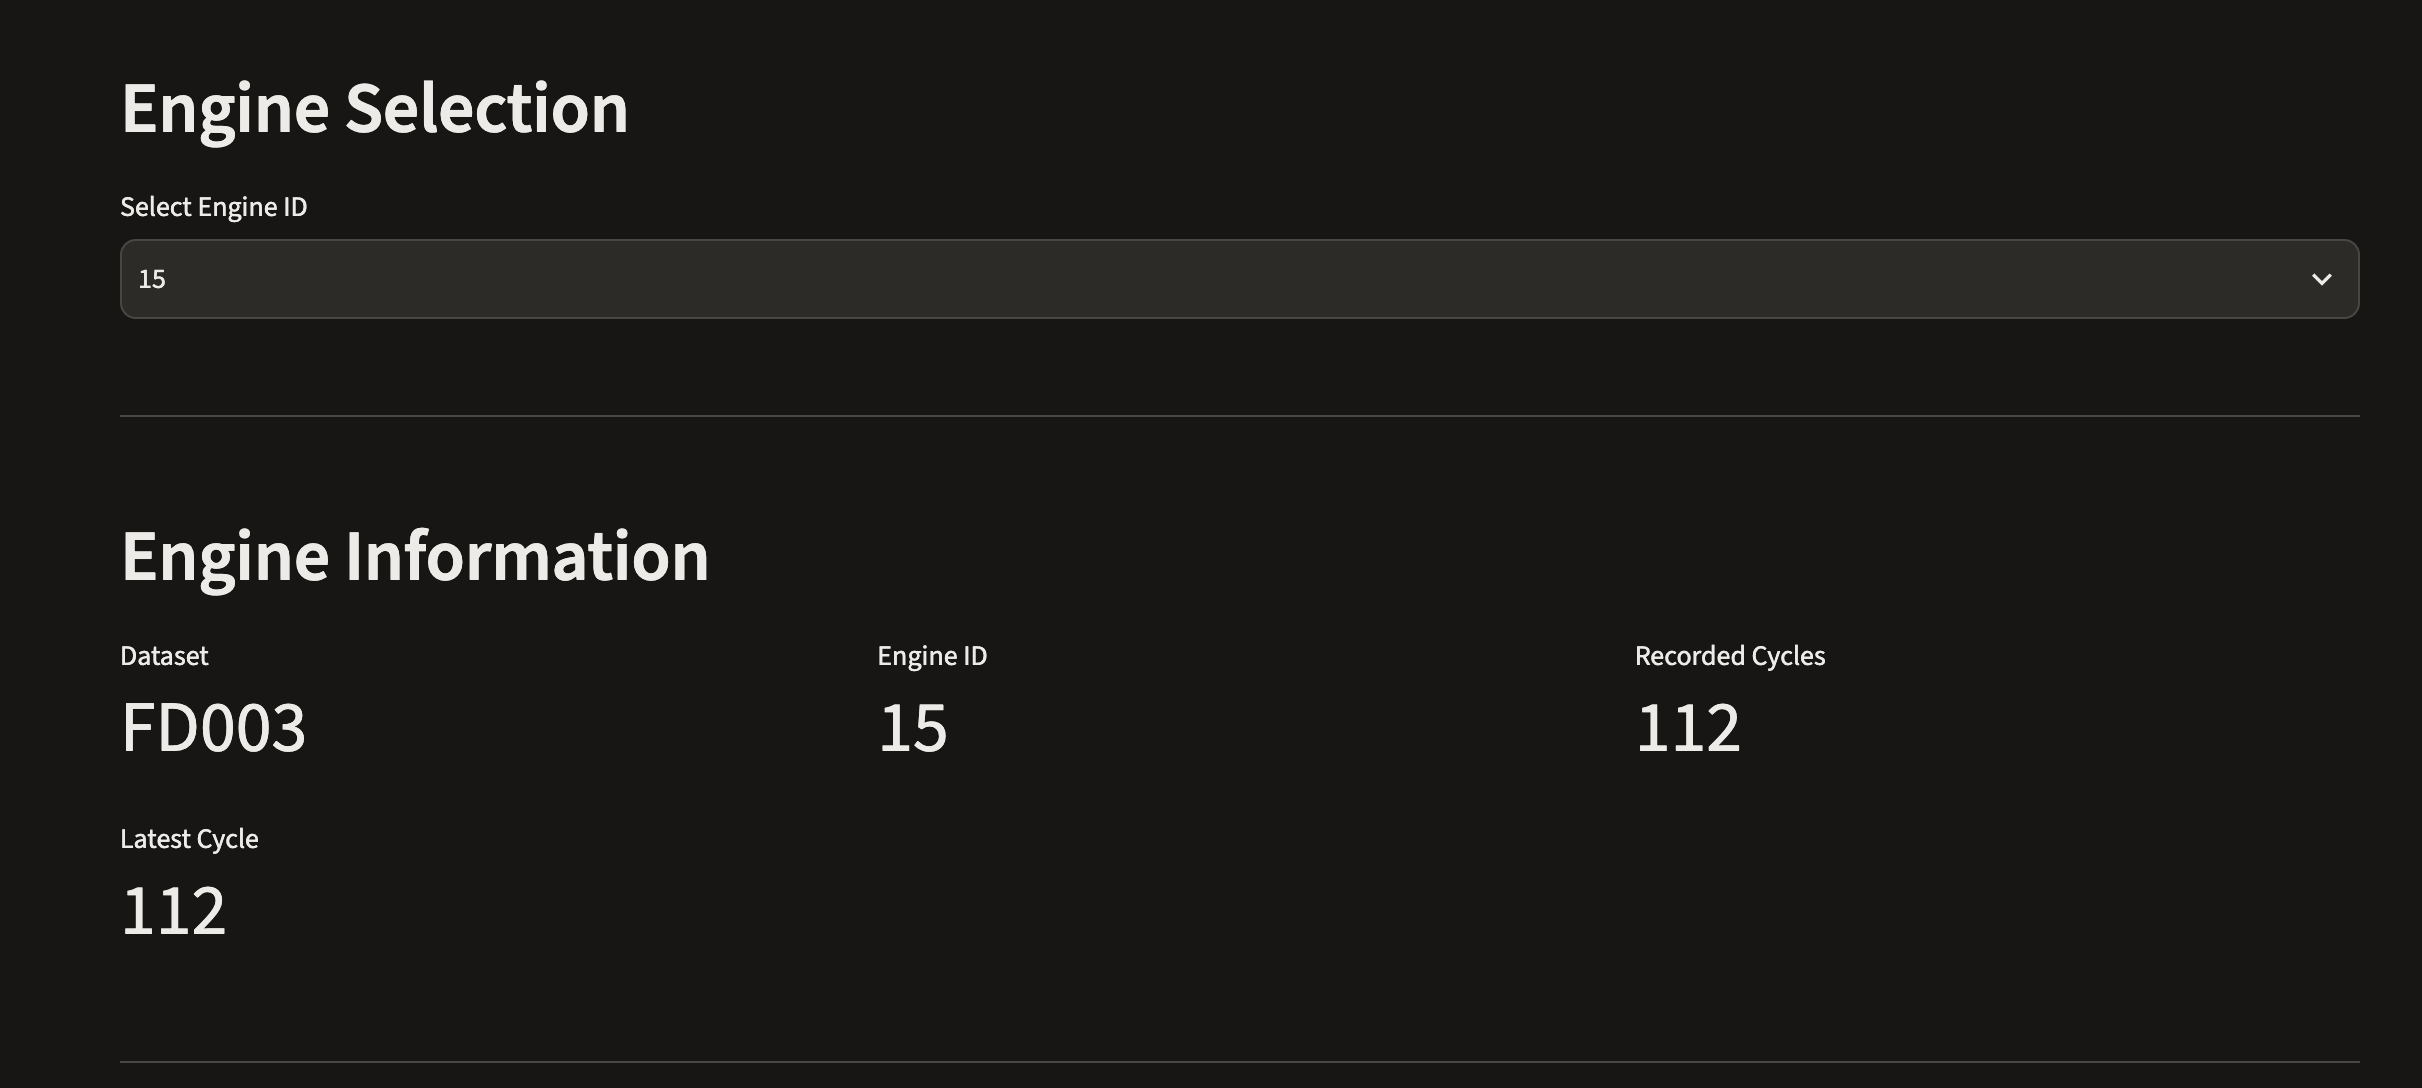 Engine Selection
Select Engine ID
15
Engine Information
Dataset
FD003
Engine ID
15
Recorded Cycles
112
Latest Cycle
112